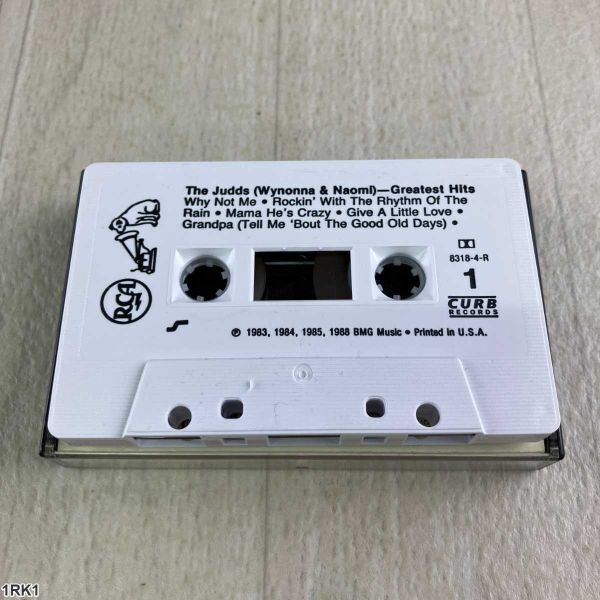 The Judds (Wynonna & Naomi)—Greatest Hits
Why Not Me • Rockin' With The Rhythm Of The
Rain • Mama He's Crazy • Give A Little Love •
Grandpa (Tell Me 'Bout The Good Old Days) •
8318-4-R
1
RCA
CURB
RECORDS
℗ 1983, 1984, 1985, 1988 BMG Music • Printed in U.S.A.
1RK1